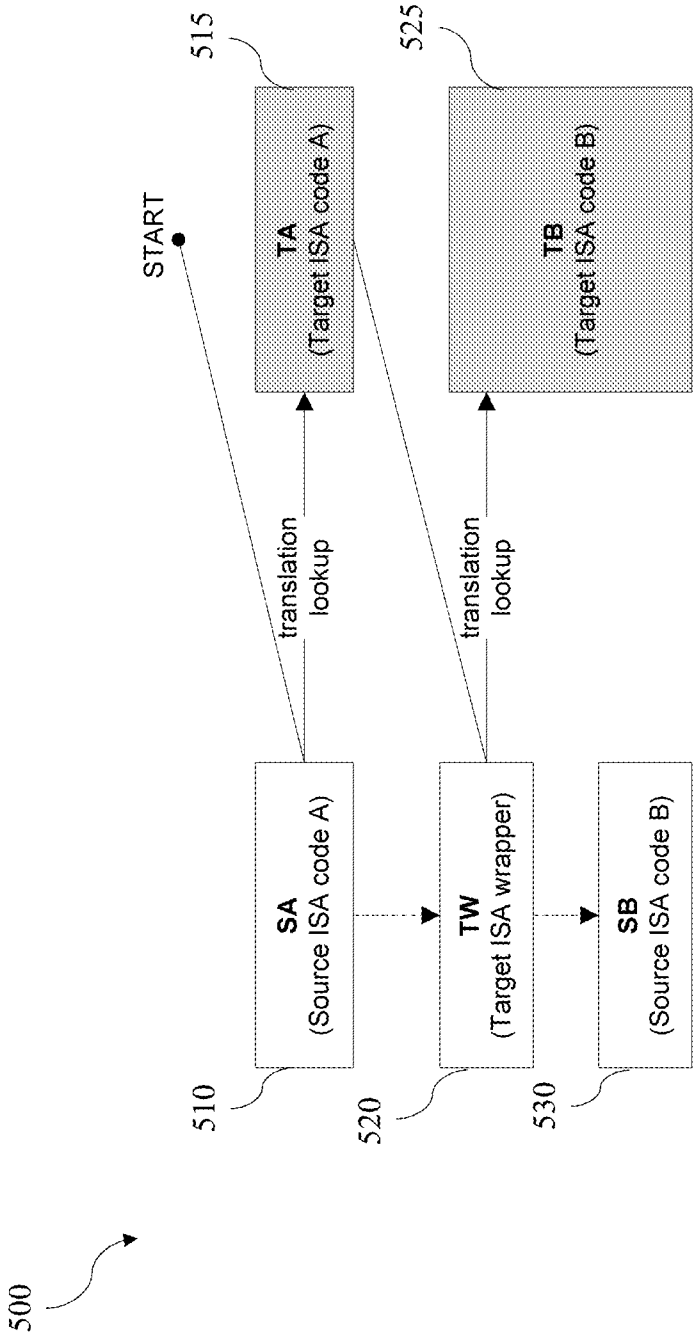 500
START
510
SA
(Source ISA code A)
translation
lookup
TA
(Target ISA code A)
515
520
TW
(Target ISA wrapper)
translation
lookup
TB
(Target ISA code B)
525
530
SB
(Source ISA code B)